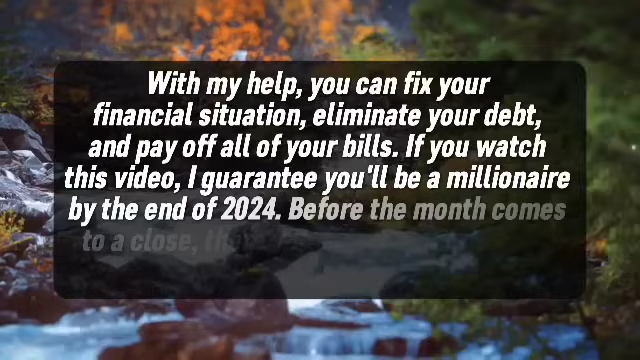 With my help, you can fix your
financial situation, eliminate your debt,
and pay off all of your bills. If you watch
this video, I guarantee you'll be a millionaire
by the end of 2024. Before the month comes
to a close,